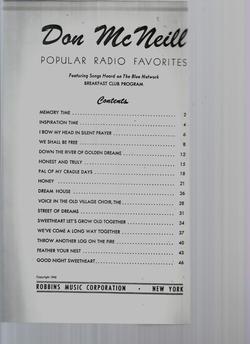 Don McNeill
POPULAR RADIO FAVORITES
Featuring Songs Heard on The Blue Network
BREAKFAST CLUB PROGRAM
Contents
MEMORY TIME 2
INSPIRATION TIME 4
I BOW MY HEAD IN SILENT PRAYER 6
WE SHALL BE FREE 8
DOWN THE RIVER OF GOLDEN DREAMS 12
HONEST AND TRULY 15
PAL OF MY CRADLE DAYS 18
HONEY 21
DREAM HOUSE 26
VOICE IN THE OLD VILLAGE CHOIR, THE 28
STREET OF DREAMS 31
SWEETHEART LET'S GROW OLD TOGETHER 34
WE'VE COME A LONG WAY TOGETHER 37
THROW ANOTHER LOG ON THE FIRE 40
FEATHER YOUR NEST 43
GOOD NIGHT SWEETHEART 46
Copyright
ROBBINS MUSIC CORPORATION • NEW YORK